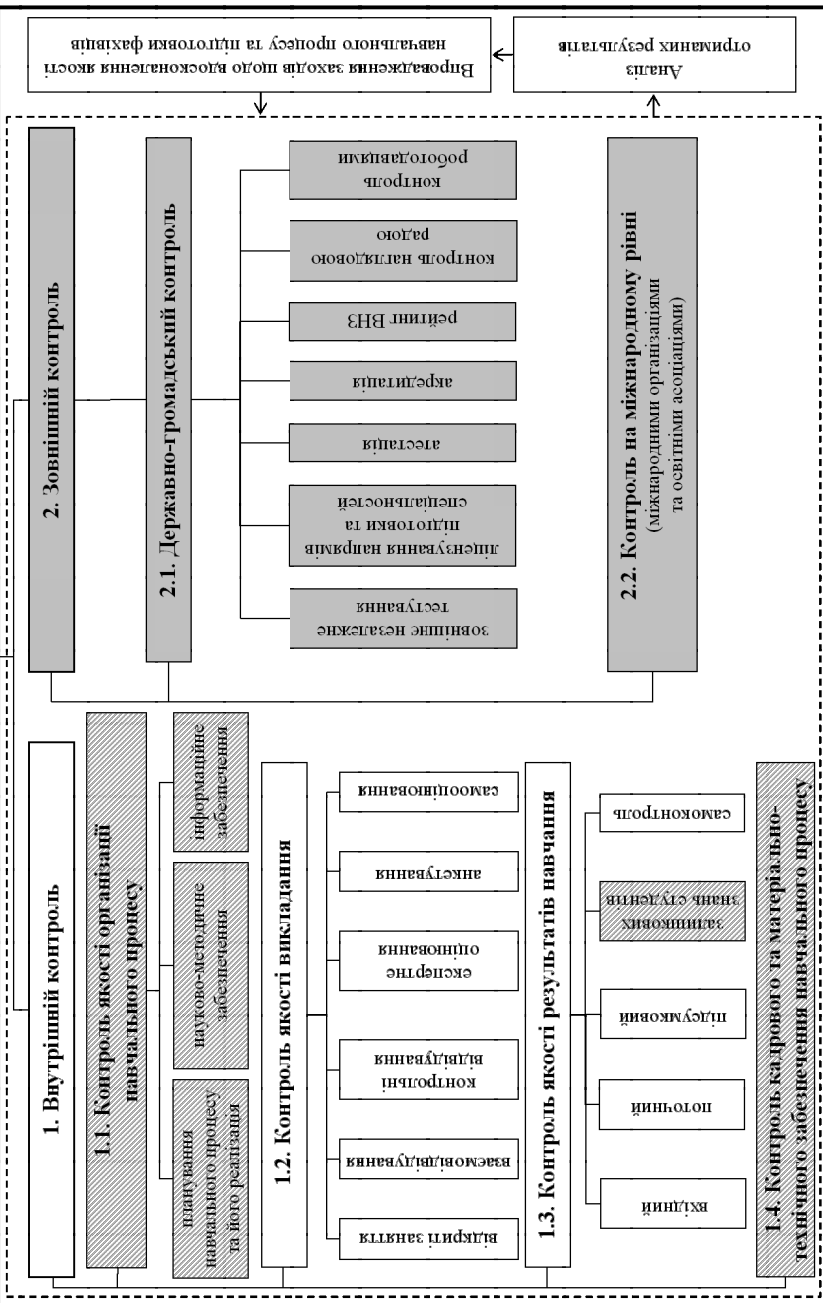 1. Внутрішній контроль
1.1. Контроль якості організації
навчального процесу
планування
навчального процесу
та його реалізація
науково-методичне
забезпечення
інформаційне
забезпечення
1.2. Контроль якості викладання
відкриті заняття
взаємовідвідування
контрольні
відвідування
експертне
оцінювання
анкетування
самооцінювання
1.3. Контроль якості результатів навчання
вхідний
поточний
підсумковий
залишкових
знань студентів
самоконтроль
1.4. Контроль кадрового та матеріально-
технічного забезпечення навчального процесу
2. Зовнішній контроль
2.1. Державно-громадський контроль
зовнішнє незалежне
тестування
ліцензування напрямів
підготовки та
спеціальностей
атестація
акредитація
рейтинг ВНЗ
контроль наглядовою
радою
контроль
роботодавцями
2.2. Контроль на міжнародному рівні
(міжнародними організаціями
та освітніми асоціаціями)
Аналіз
отриманих результатів
Впровадження заходів щодо вдосконалення якості
навчального процесу та підготовки фахівців